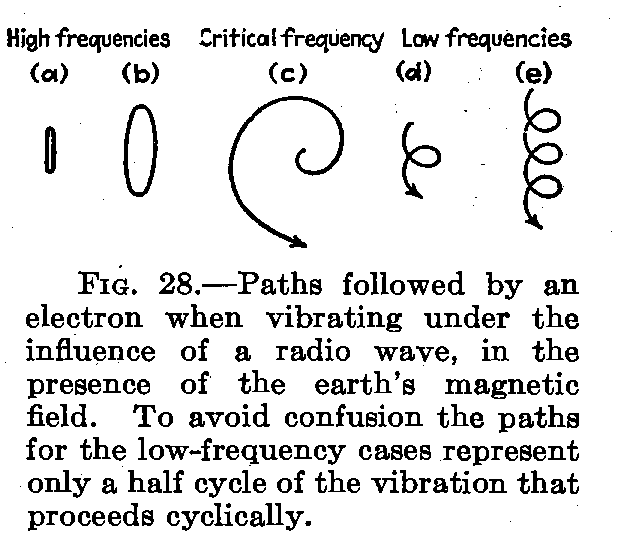 High frequencies Critical frequency Low frequencies
(a) (b) (c) (d) (e)
FIG. 28.—Paths followed by an
electron when vibrating under the
influence of a radio wave, in the
presence of the earth's magnetic
field. To avoid confusion the paths
for the low-frequency cases represent
only a half cycle of the vibration that
proceeds cyclically.